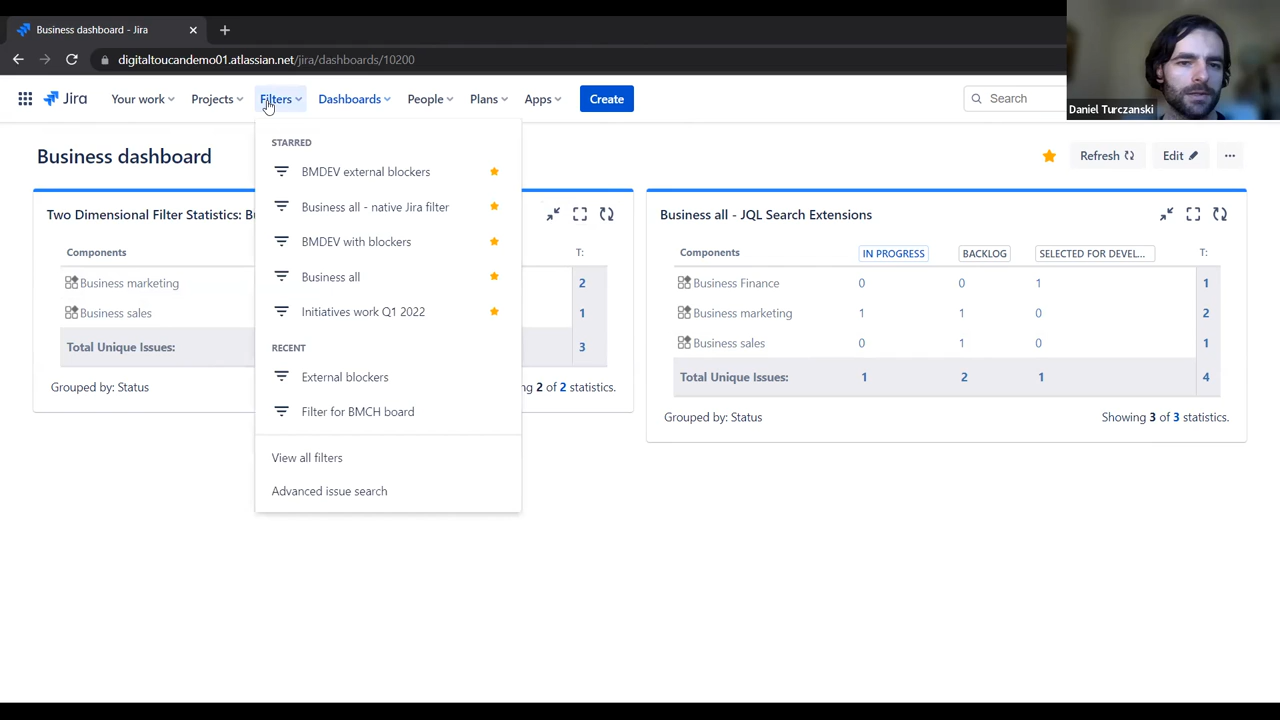 Business dashboard - Jira
digitaltoucandemo01.atlassian.net/jira/dashboards/10200
Daniel Turczanski
Jira
Your work
Projects
Filters
Dashboards
People
Plans
Apps
Create
Search
Business dashboard
Refresh
Edit
STARRED
BMDEV external blockers
Business all - native Jira filter
BMDEV with blockers
Business all
Initiatives work Q1 2022
RECENT
External blockers
Filter for BMCH board
View all filters
Advanced issue search
Two Dimensional Filter Statistics: B
Components T:
Business marketing 2
Business sales 1
Total Unique Issues: 3
Grouped by: Status
ng 2 of 2 statistics.
Business all - JQL Search Extensions
Components IN PROGRESS BACKLOG SELECTED FOR DEVEL... T:
Business Finance 0 0 1 1
Business marketing 1 1 0 2
Business sales 0 1 0 1
Total Unique Issues: 1 2 1 4
Grouped by: Status
Showing 3 of 3 statistics.